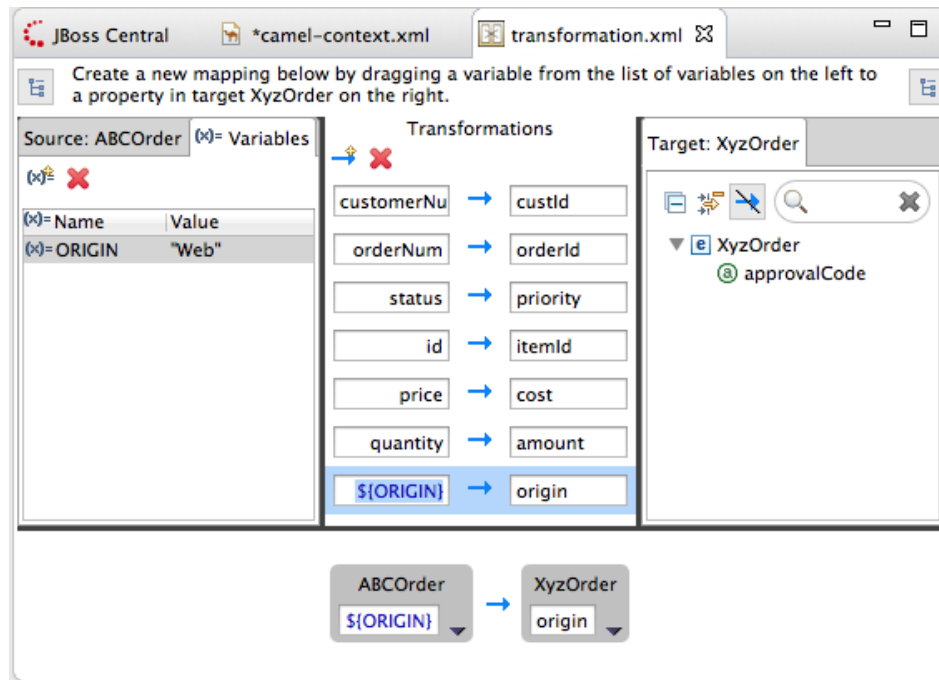 JBoss Central
*camel-context.xml
transformation.xml
Create a new mapping below by dragging a variable from the list of variables on the left to
a property in target XyzOrder on the right.
Source: ABCOrder
(x)= Variables
(x)=
(x)= Name
Value
(x)= ORIGIN
"Web"
Transformations
customerNu
custId
orderNum
orderId
status
priority
id
itemId
price
cost
quantity
amount
${ORIGIN}
origin
Target: XyzOrder
e XyzOrder
a approvalCode
ABCOrder
${ORIGIN}
XyzOrder
origin